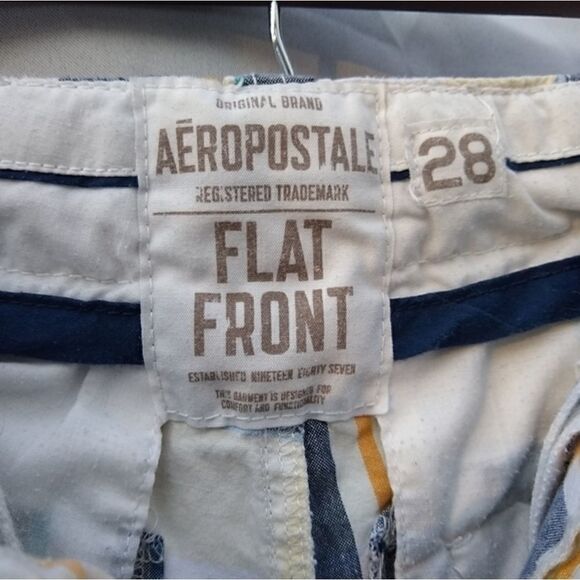 ORIGINAL BRAND
AÉROPOSTALE
REGISTERED TRADEMARK
FLAT
FRONT
ESTABLISHED NINETEEN EIGHTY SEVEN
THIS GARMENT IS DESIGNED FOR
COMFORT AND FUNCTIONALITY
28